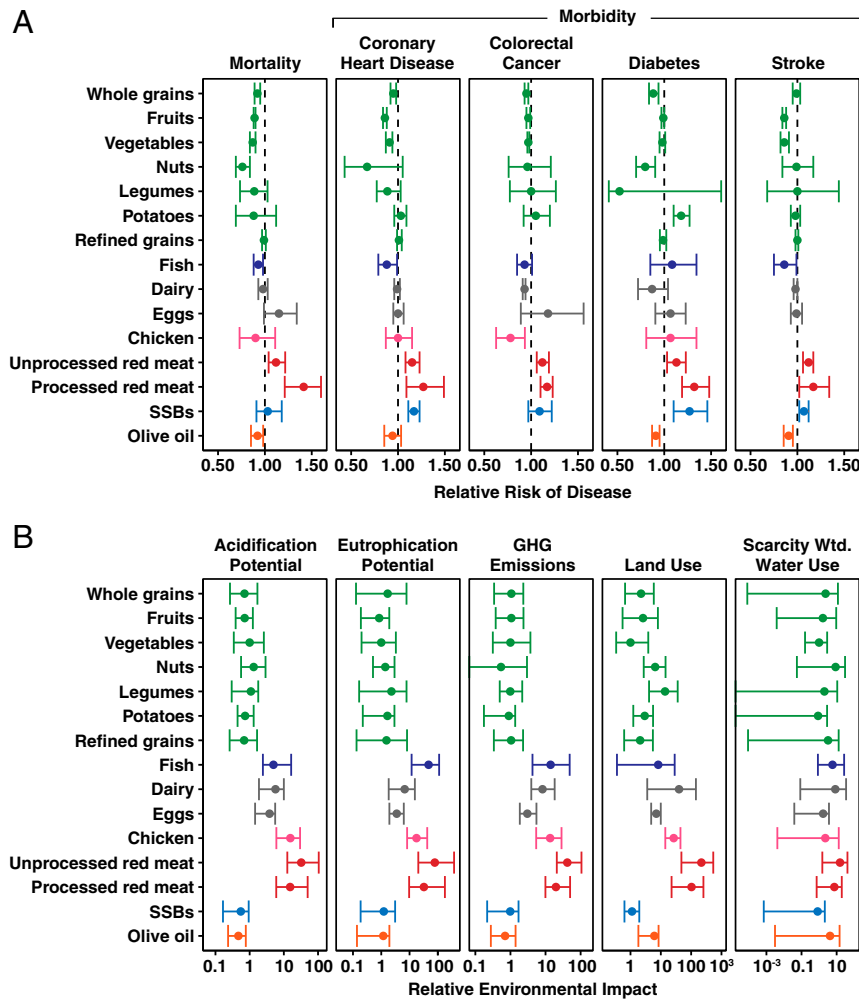 A
Morbidity
Mortality
Coronary
Heart Disease
Colorectal
Cancer
Diabetes
Stroke
Whole grains
Fruits
Vegetables
Nuts
Legumes
Potatoes
Refined grains
Fish
Dairy
Eggs
Chicken
Unprocessed red meat
Processed red meat
SSBs
Olive oil
0.50 1.00 1.50 0.50 1.00 1.50 0.50 1.00 1.50 0.50 1.00 1.50 0.50 1.00 1.50
Relative Risk of Disease
B
Acidification
Potential
Eutrophication
Potential
GHG
Emissions
Land Use
Scarcity Wtd.
Water Use
Whole grains
Fruits
Vegetables
Nuts
Legumes
Potatoes
Refined grains
Fish
Dairy
Eggs
Chicken
Unprocessed red meat
Processed red meat
SSBs
Olive oil
0.1 1 10 100 0.1 1 10 100 0.1 1 10 100 1 10 100 10³ 10⁻³ 0.1 10
Relative Environmental Impact